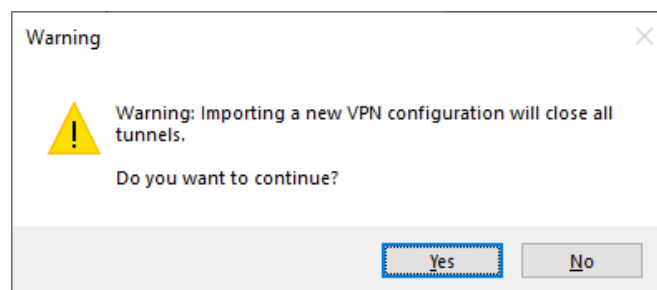 Warning
Warning: Importing a new VPN configuration will close all
tunnels.
Do you want to continue?
Yes
No